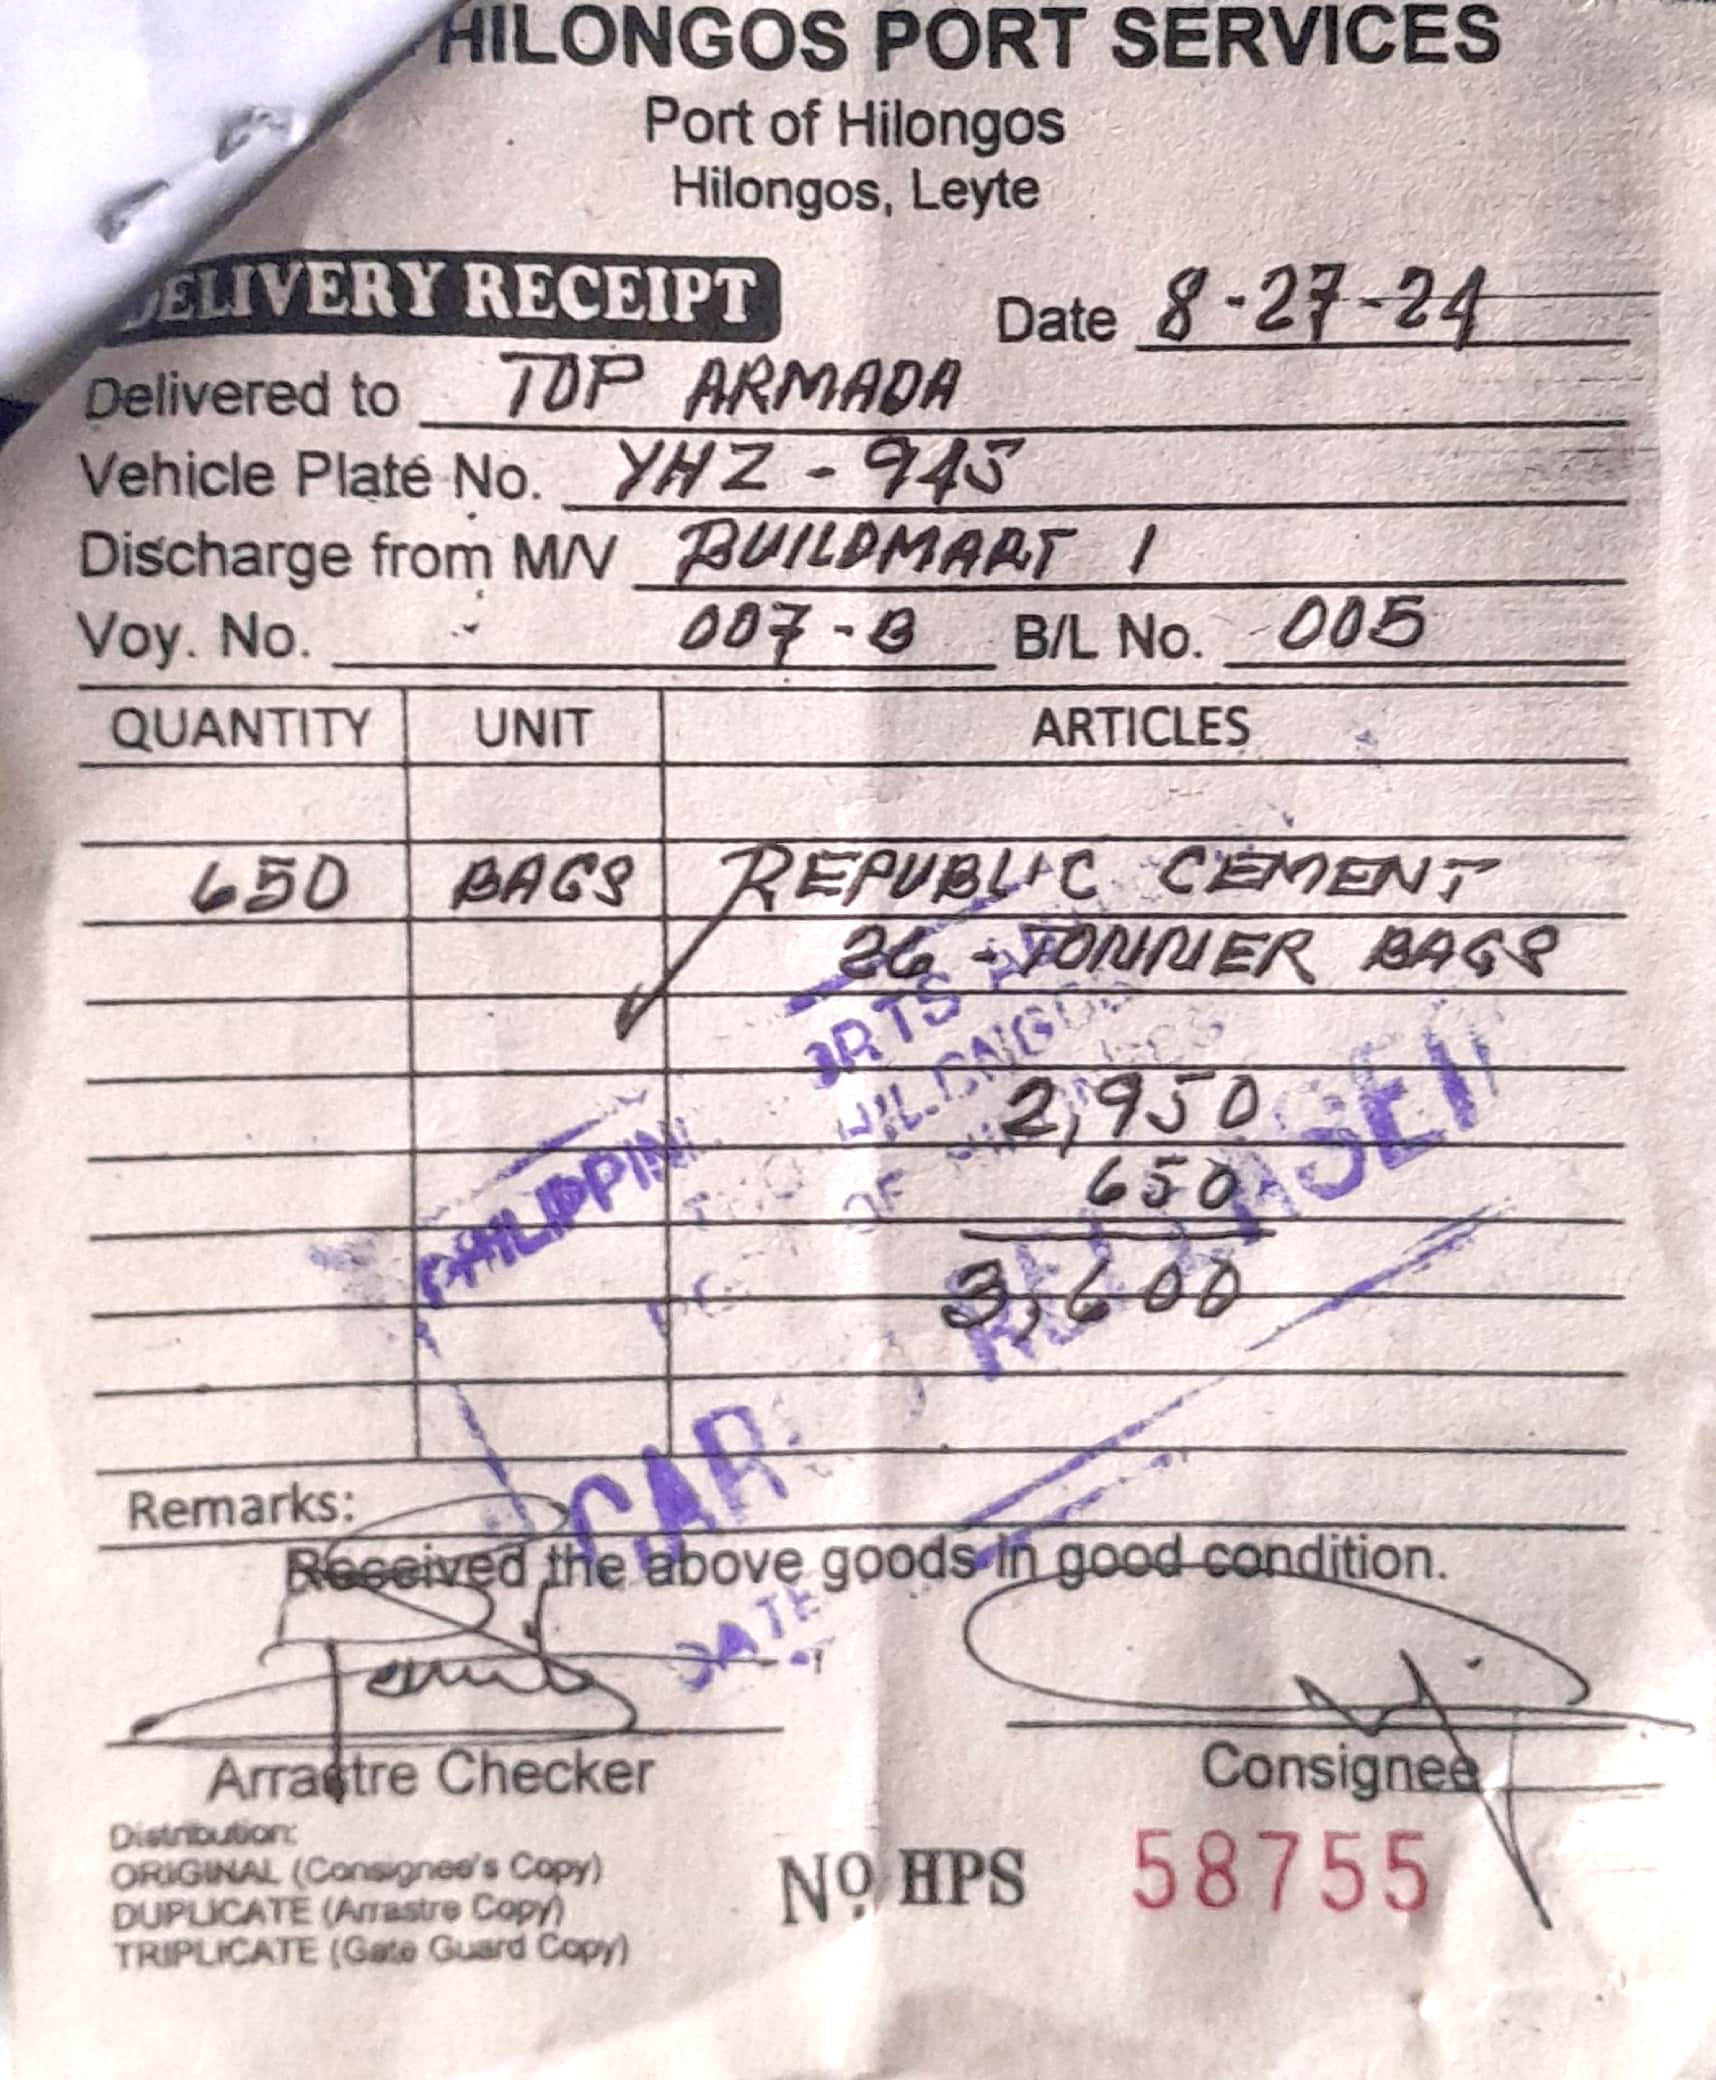 HILONGOS PORT SERVICES
Port of Hilongos
Hilongos, Leyte
DELIVERY RECEIPT Date 8-27-24
Delivered to TOP ARMADA
Vehicle Plate No. YHZ - 945
Discharge from M/V BUILDMART 1
Voy. No. 007-B B/L No. 005
QUANTITY UNIT ARTICLES
650 BAGS REPUBLIC CEMENT
26 - TONNER BAGS
2,950
650
3,600
PHILIPPIN
CAR
DATE
Remarks:
Received the above goods in good condition.
Arrastre Checker Consignee
Distribution:
ORIGINAL (Consignee's Copy)
DUPLICATE (Arrastre Copy)
TRIPLICATE (Gate Guard Copy)
Nº HPS 58755